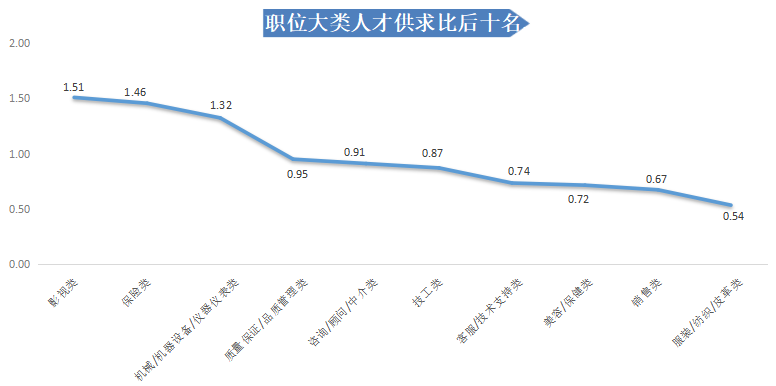 职位大类人才供求比后十名
2.00
1.50
1.00
0.50
0.00
1.51
1.46
1.32
0.95
0.91
0.87
0.74
0.72
0.67
0.54
影视类
保险类
机械/机器设备/仪器仪表类
质量保证/品质管理类
咨询/顾问/中介类
技工类
客服/技术支持类
美容/保健类
销售类
服装/纺织/皮革类